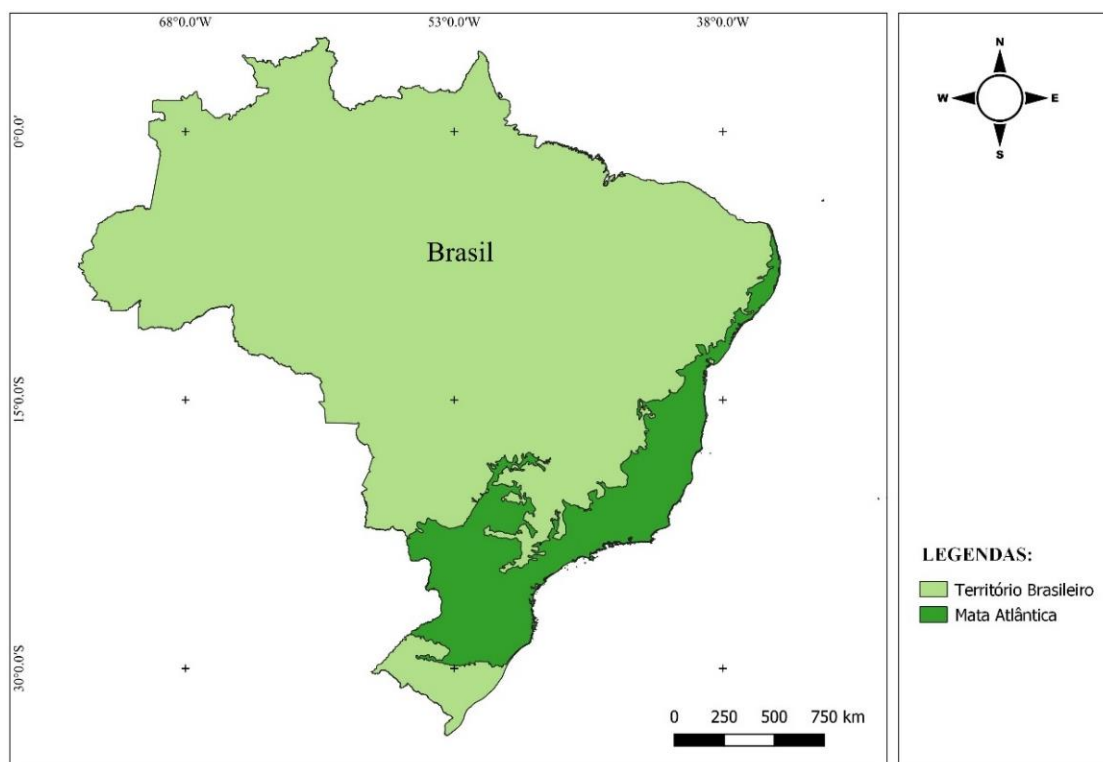 68°0.0'W 53°0.0'W 38°0.0'W
0°0.0'
15°0.0'S
30°0.0'S
Brasil
0 250 500 750 km
N
W E
S
LEGENDAS:
Território Brasileiro
Mata Atlântica